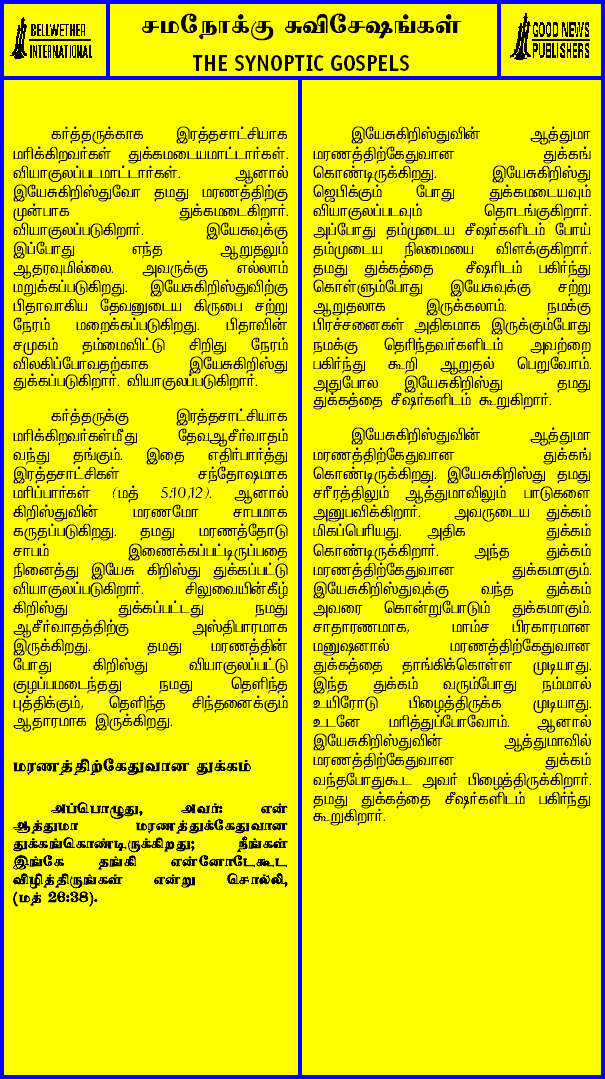 BELLWETHER
INTERNATIONAL
சமநோக்கு சுவிசேஷங்கள்
THE SYNOPTIC GOSPELS
GOOD NEWS
PUBLISHERS
கர்த்தருக்காக இரத்தசாட்சியாக
மரிக்கிறவர்கள் துக்கமடையமாட்டார்கள்.
வியாகுலப்படமாட்டார்கள். ஆனால்
இயேசுகிறிஸ்துவோ தமது மரணத்திற்கு
முன்பாக துக்கமடைகிறார்.
வியாகுலப்படுகிறார். இயேசுவுக்கு
இப்போது எந்த ஆறுதலும்
ஆதரவுமில்லை. அவருக்கு எல்லாம்
மறுக்கப்படுகிறது. இயேசுகிறிஸ்துவிற்கு
பிதாவாகிய தேவனுடைய கிருபை சற்று
நேரம் மறைக்கப்படுகிறது. பிதாவின்
சமுகம் தம்மைவிட்டு சிறிது நேரம்
விலகிப்போவதற்காக இயேசுகிறிஸ்து
துக்கப்படுகிறார். வியாகுலப்படுகிறார்.
கர்த்தருக்கு இரத்தசாட்சியாக
மரிக்கிறவர்கள்மீது தேவஆசீர்வாதம்
வந்து தங்கும். இதை எதிர்பார்த்து
இரத்தசாட்சிகள் சந்தோஷமாக
மரிப்பார்கள் (மத் 5:10,12). ஆனால்
கிறிஸ்துவின் மரணமோ சாபமாக
கருதப்படுகிறது. தமது மரணத்தோடு
சாபம் இணைக்கப்பட்டிருப்பதை
நினைத்து இயேசு கிறிஸ்து துக்கப்பட்டு
வியாகுலப்படுகிறார். சிலுவையின்கீழ்
கிறிஸ்து துக்கப்பட்டது நமது
ஆசீர்வாதத்திற்கு அஸ்திபாரமாக
இருக்கிறது. தமது மரணத்தின்
போது கிறிஸ்து வியாகுலப்பட்டு
குழப்பமடைந்தது நமது தெளிந்த
புத்திக்கும், தெளிந்த சிந்தனைக்கும்
ஆதாரமாக இருக்கிறது.
மரணத்திற்கேதுவான துக்கம்
அப்பொழுது, அவர்: என்
ஆத்துமா மரணத்துக்கேதுவான
துக்கங்கொண்டிருக்கிறது; நீங்கள்
இங்கே தங்கி என்னோடேகூட
விழித்திருங்கள் என்று சொல்லி,
(மத் 26:38).
இயேசுகிறிஸ்துவின் ஆத்துமா
மரணத்திற்கேதுவான துக்கங்
கொண்டிருக்கிறது. இயேசுகிறிஸ்து
ஜெபிக்கும் போது துக்கமடையவும்
வியாகுலப்படவும் தொடங்குகிறார்.
அப்போது தம்முடைய சீஷர்களிடம் போய்
தம்முடைய நிலமையை விளக்குகிறார்.
தமது துக்கத்தை சீஷரிடம் பகிர்ந்து
கொள்ளும்போது இயேசுவுக்கு சற்று
ஆறுதலாக இருக்கலாம். நமக்கு
பிரச்சனைகள் அதிகமாக இருக்கும்போது
நமக்கு தெரிந்தவர்களிடம் அவற்றை
பகிர்ந்து கூறி ஆறுதல் பெறுவோம்.
அதுபோல இயேசுகிறிஸ்து தமது
துக்கத்தை சீஷர்களிடம் கூறுகிறார்.
இயேசுகிறிஸ்துவின் ஆத்துமா
மரணத்திற்கேதுவான துக்கங்
கொண்டிருக்கிறது. இயேசுகிறிஸ்து தமது
சரீரத்திலும் ஆத்துமாவிலும் பாடுகளை
அனுபவிக்கிறார். அவருடைய துக்கம்
மிகப்பெரியது. அதிக துக்கம்
கொண்டிருக்கிறார். அந்த துக்கம்
மரணத்திற்கேதுவான துக்கமாகும்.
இயேசுகிறிஸ்துவுக்கு வந்த துக்கம்
அவரை கொன்றுபோடும் துக்கமாகும்.
சாதாரணமாக, மாம்ச பிரகாரமான
மனுஷனால் மரணத்திற்கேதுவான
துக்கத்தை தாங்கிக்கொள்ள முடியாது.
இந்த துக்கம் வரும்போது நம்மால்
உயிரோடு பிழைத்திருக்க முடியாது.
உடனே மரித்துப்போவோம். ஆனால்
இயேசுகிறிஸ்துவின் ஆத்துமாவில்
மரணத்திற்கேதுவான துக்கம்
வந்தபோதுகூட அவர் பிழைத்திருக்கிறார்.
தமது துக்கத்தை சீஷர்களிடம் பகிர்ந்து
கூறுகிறார்.